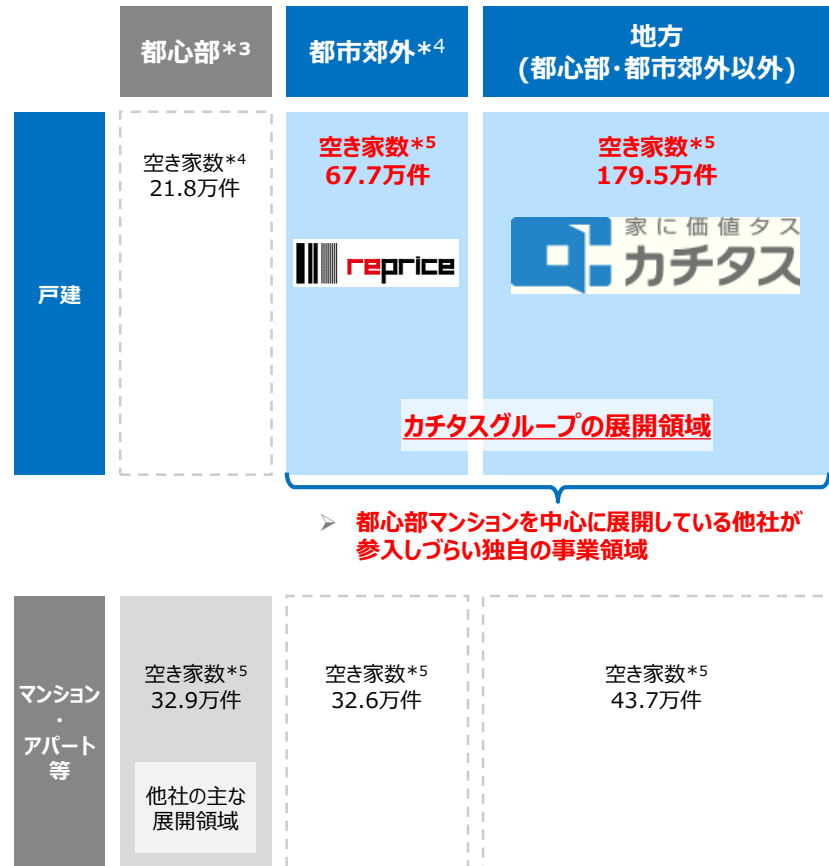 都心部*3
都市郊外*4
地方
(都心部・都市郊外以外)
戸建
空き家数*4
21.8万件
空き家数*5
67.7万件
reprice
空き家数*5
179.5万件
家に価値タス
カチタス
カチタスグループの展開領域
➢ 都心部マンションを中心に展開している他社が
参入しづらい独自の事業領域
マンション
・
アパート
等
空き家数*5
32.9万件
他社の主な
展開領域
空き家数*5
32.6万件
空き家数*5
43.7万件